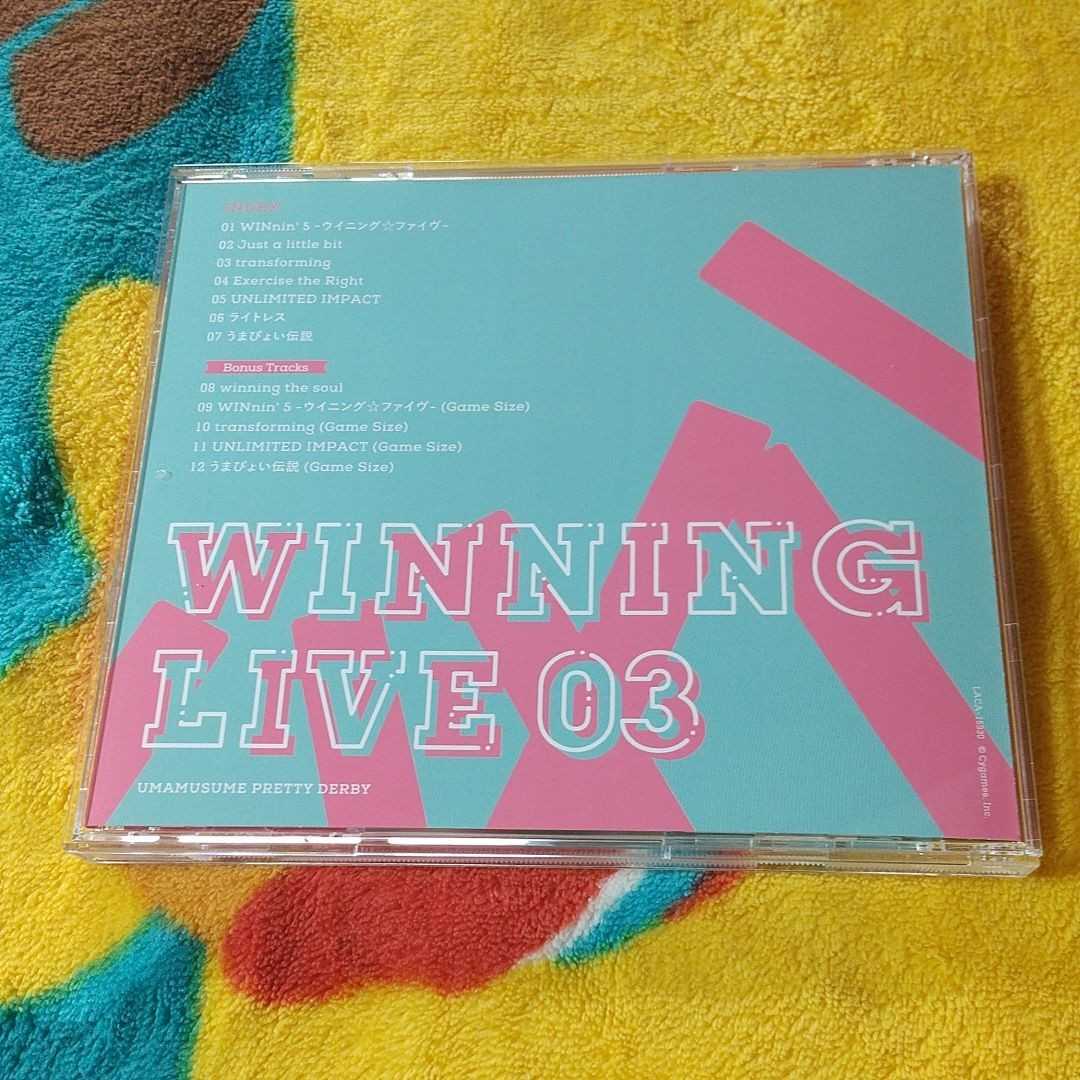 01 WINnin' 5 -ウイニング☆ファイヴ-
02 Just a little bit
03 transforming
04 Exercise the Right
05 UNLIMITED IMPACT
06 ライトレス
07 うまぴょい伝説
Bonus Tracks
08 winning the soul
09 WINnin' 5 -ウイニング☆ファイヴ- (Game Size)
10 transforming (Game Size)
11 UNLIMITED IMPACT (Game Size)
12 うまぴょい伝説 (Game Size)
WINNING
LIVE 03
UMAMUSUME PRETTY DERBY
LACA-15930 © Cygames, Inc.